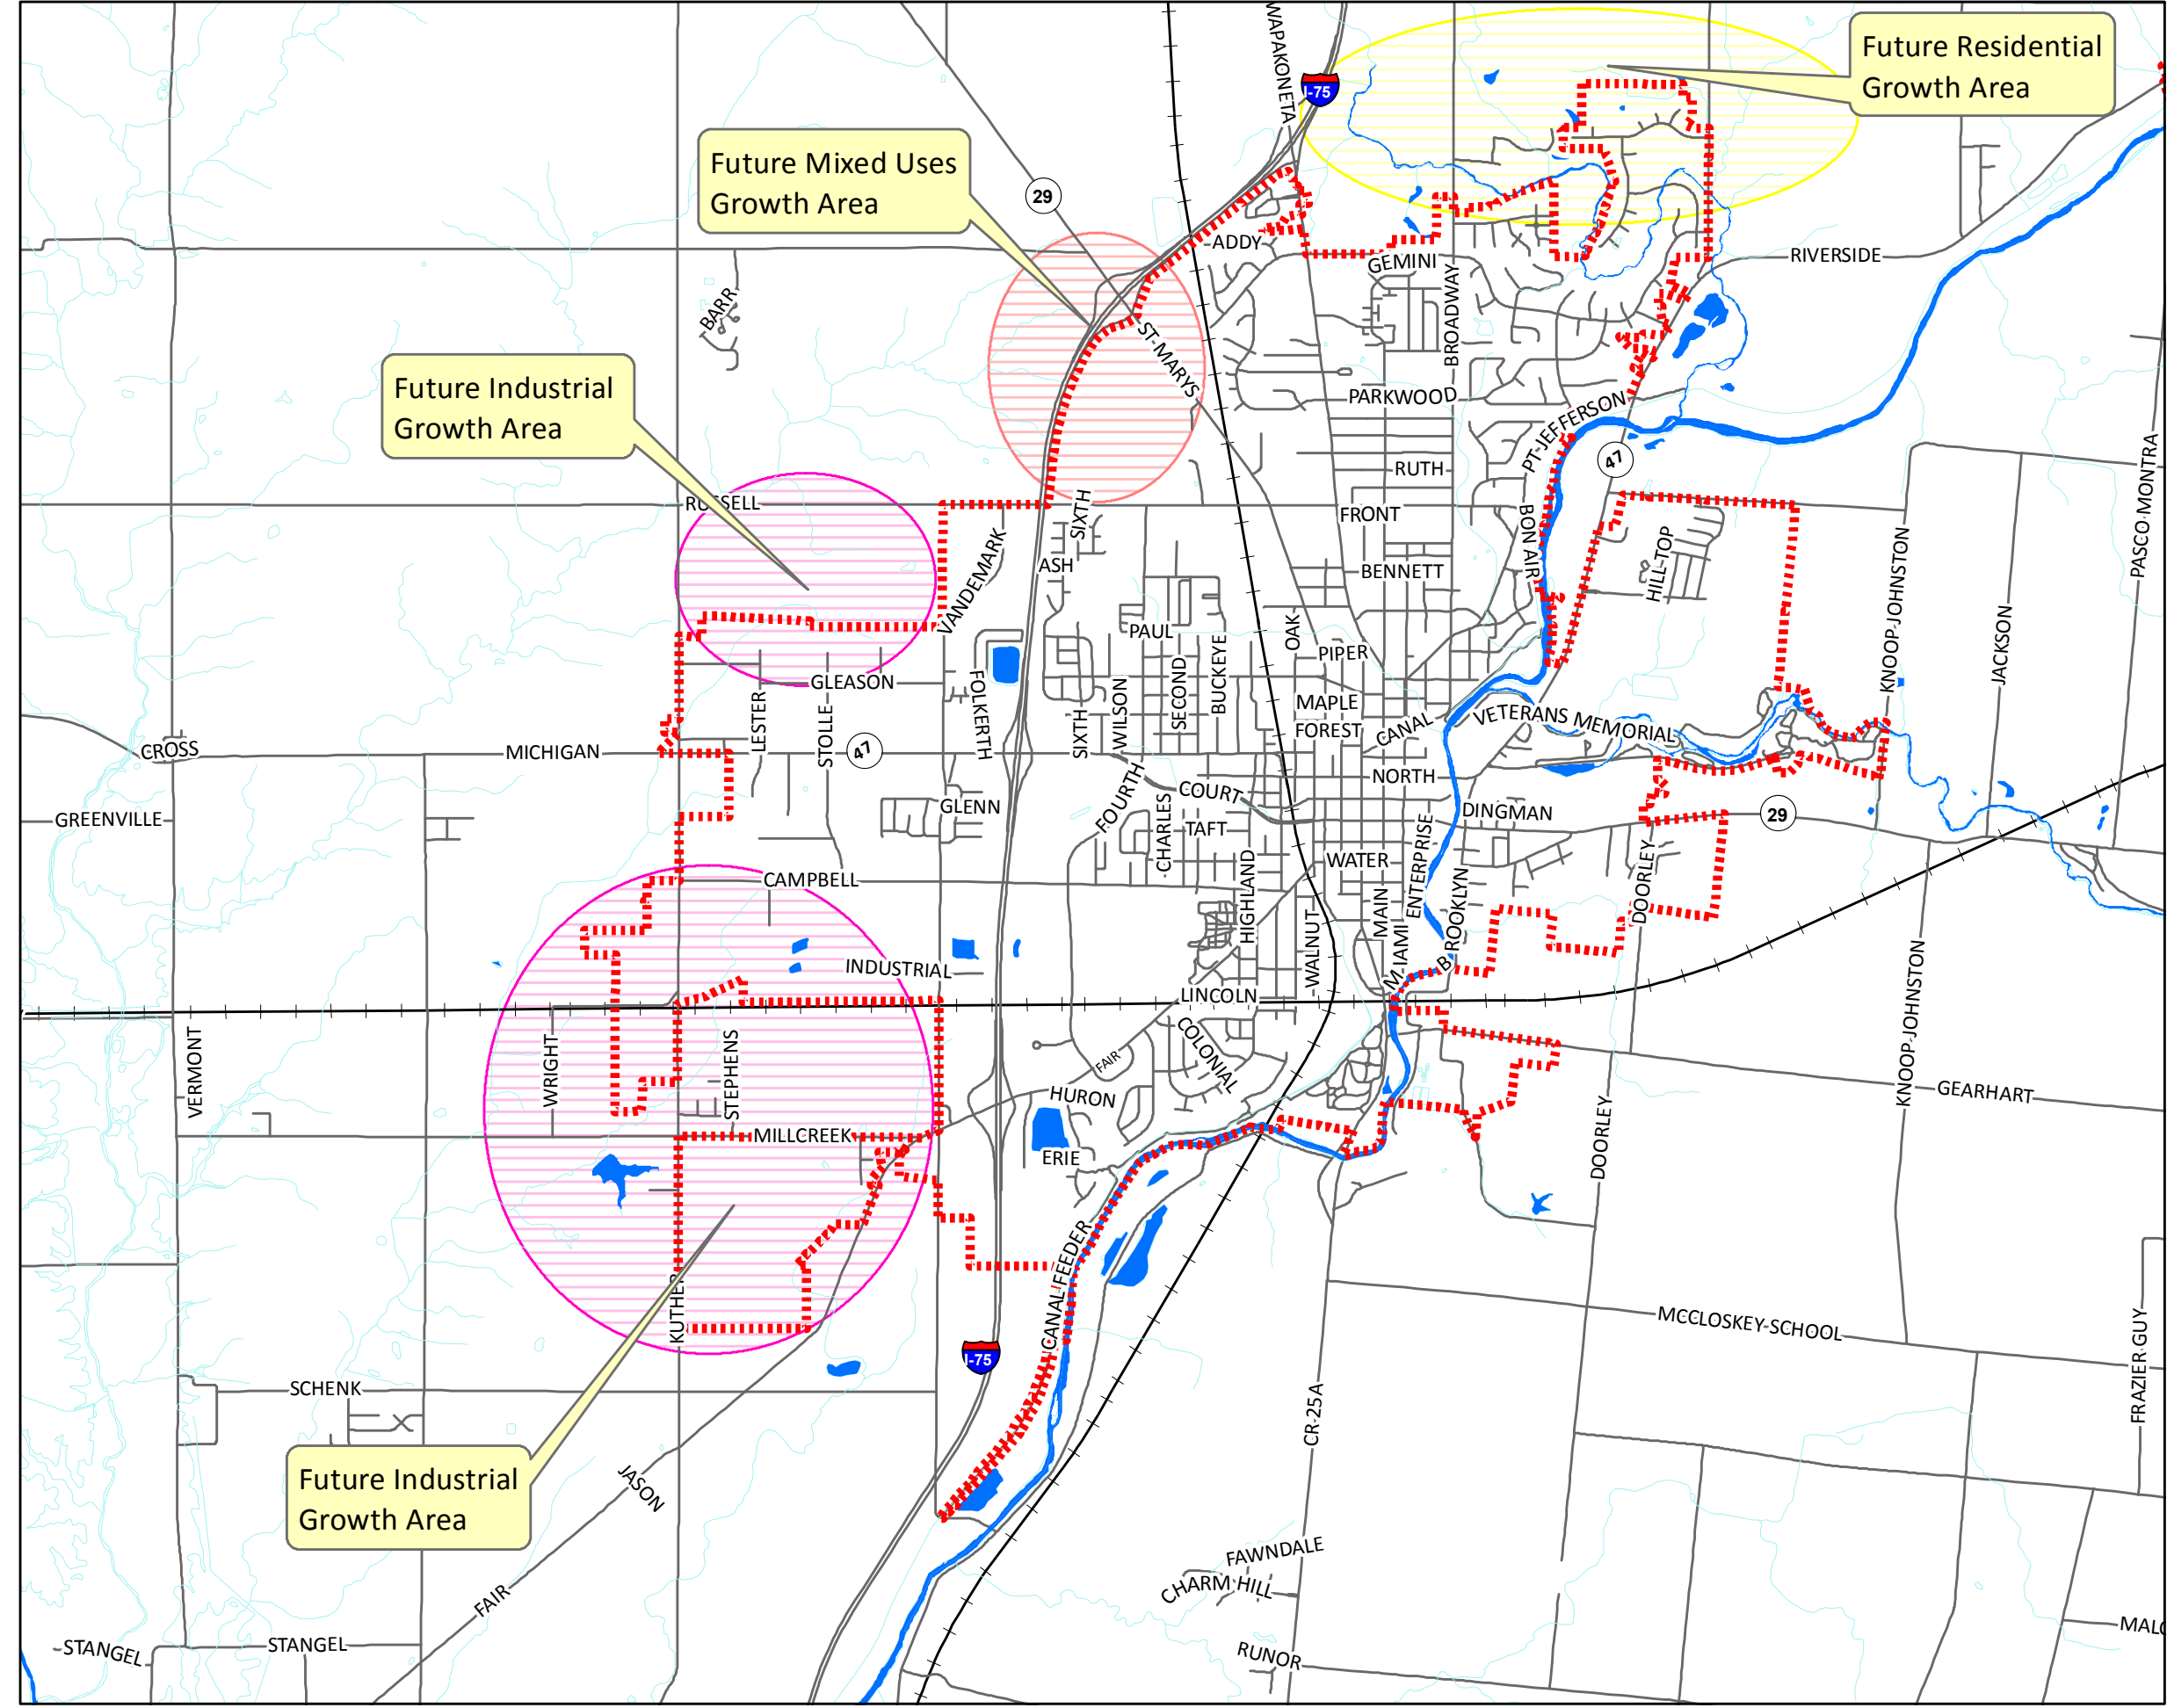 WAPAKONETA
I-75
Future Residential
Growth Area
Future Mixed Uses
Growth Area
29
ADDY
GEMINI
BROADWAY
RIVERSIDE
BARR
ST-MARYS
Future Industrial
Growth Area
PARKWOOD
PT-JEFFERSON
47
RUTH
PASCO-MONTRA
RUSSELL
SIXTH
FRONT
BON AIR
HILL-TOP
KNOOP-JOHNSTON
VANDEMARK
ASH
BENNETT
JACKSON
PAUL
BUCKEYE
OAK
PIPER
GLEASON
FOLKERTH
SECOND
WILSON
MAPLE
LESTER
STOLLE
SIXTH
FOREST
CANAL
VETERANS MEMORIAL
CROSS
MICHIGAN
47
NORTH
GREENVILLE
GLENN
FOURTH
COURT
CHARLES
TAFT
DINGMAN
29
ENTERPRISE
WATER
DOORLEY
CAMPBELL
HIGHLAND
WALNUT
MAIN
MIAMI
BROOKLYN
INDUSTRIAL
LINCOLN
KNOOP-JOHNSTON
VERMONT
WRIGHT
STEPHENS
COLONIAL
FAIR
HURON
GEARHART
MILLCREEK
ERIE
DOORLEY
CANAL-FEEDER
KUTHER
MCCLOSKEY-SCHOOL
I-75
SCHENK
CR-25A
FRAZIER-GUY
Future Industrial
Growth Area
JASON
FAWNDALE
CHARM HILL
FAIR
STANGEL
STANGEL
RUNOR